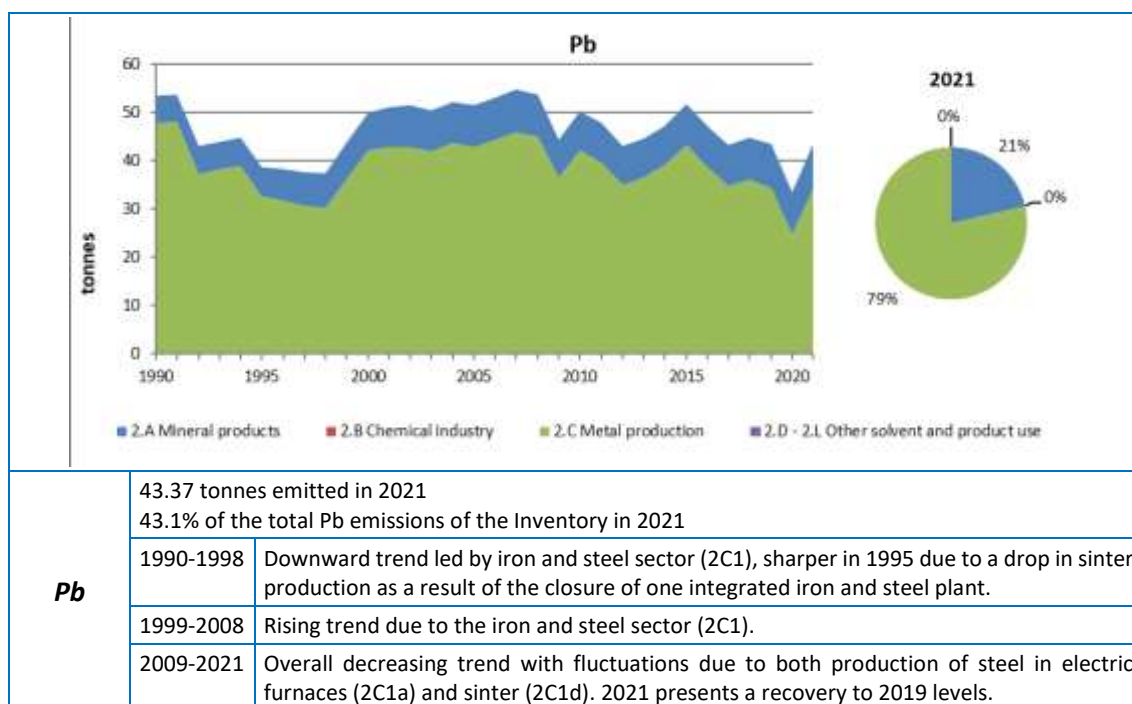 Pb
60
50
40
30
20
10
0
tonnes
1990
1995
2000
2005
2010
2015
2020
2021
0%
21%
0%
79%
2.A Mineral products
2.B Chemical Industry
2.C Metal production
2.D - 2.L Other solvent and product use
Pb
43.37 tonnes emitted in 2021
43.1% of the total Pb emissions of the Inventory in 2021
1990-1998 Downward trend led by iron and steel sector (2C1), sharper in 1995 due to a drop in sinter
production as a result of the closure of one integrated iron and steel plant.
1999-2008 Rising trend due to the iron and steel sector (2C1).
2009-2021 Overall decreasing trend with fluctuations due to both production of steel in electric
furnaces (2C1a) and sinter (2C1d). 2021 presents a recovery to 2019 levels.